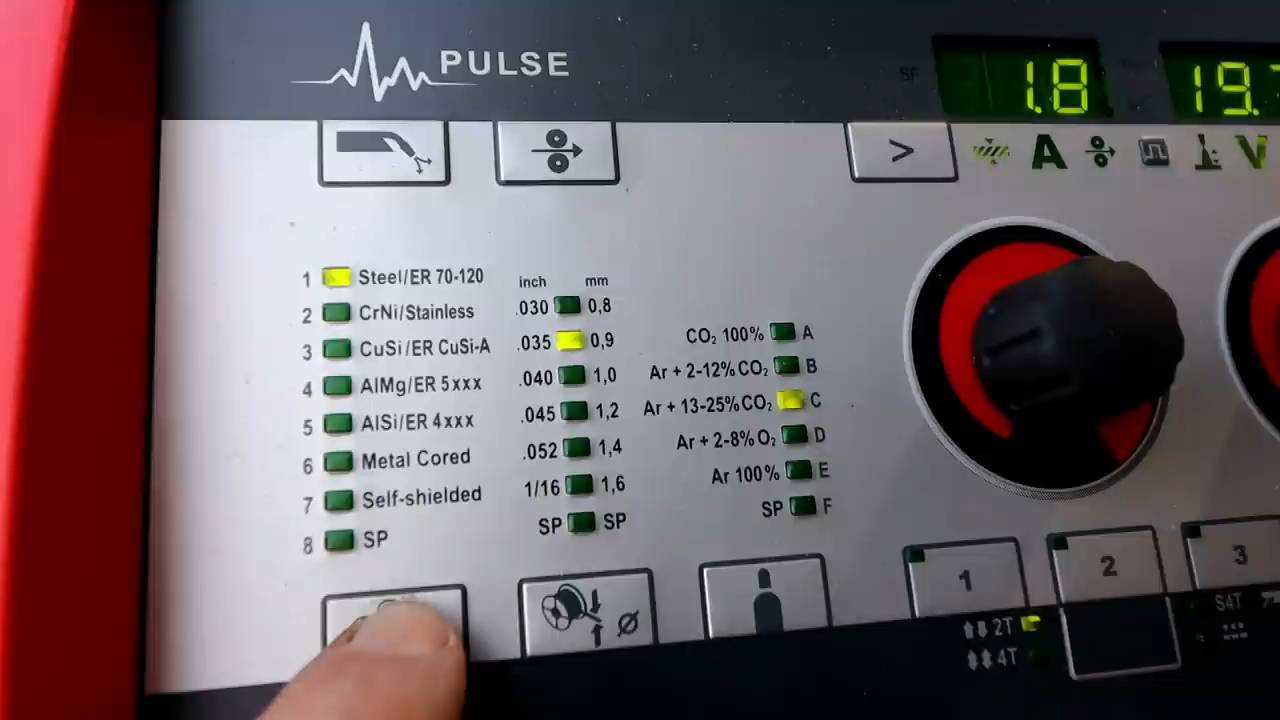 PULSE
SF
1.8
19.
>
A
V
1 Steel/ER 70-120
2 CrNi/Stainless
3 CuSi/ER CuSi-A
4 AlMg/ER 5xxx
5 AlSi/ER 4xxx
6 Metal Cored
7 Self-shielded
8 SP
inch mm
.030 0,8
.035 0,9
.040 1,0
.045 1,2
.052 1,4
1/16 1,6
SP SP
CO₂ 100% A
Ar + 2-12% CO₂ B
Ar + 13-25% CO₂ C
Ar + 2-8% O₂ D
Ar 100% E
SP F
1
2
3
2T
4T
S4T